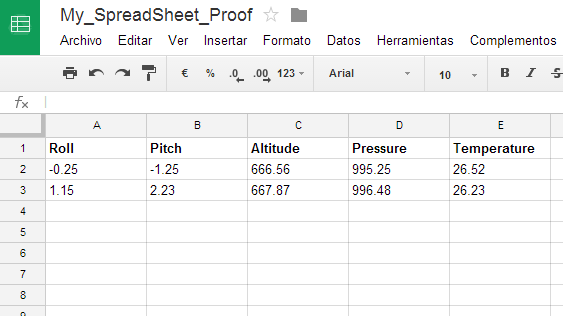 My_SpreadSheet_Proof
Archivo Editar Ver Insertar Formato Datos Herramientas Complementos
€ % .0 .00 123 Arial 10 B I S
fx
A B C D E
1 Roll Pitch Altitude Pressure Temperature
2 -0.25 -1.25 666.56 995.25 26.52
3 1.15 2.23 667.87 996.48 26.23
4
5
6
7
8
9